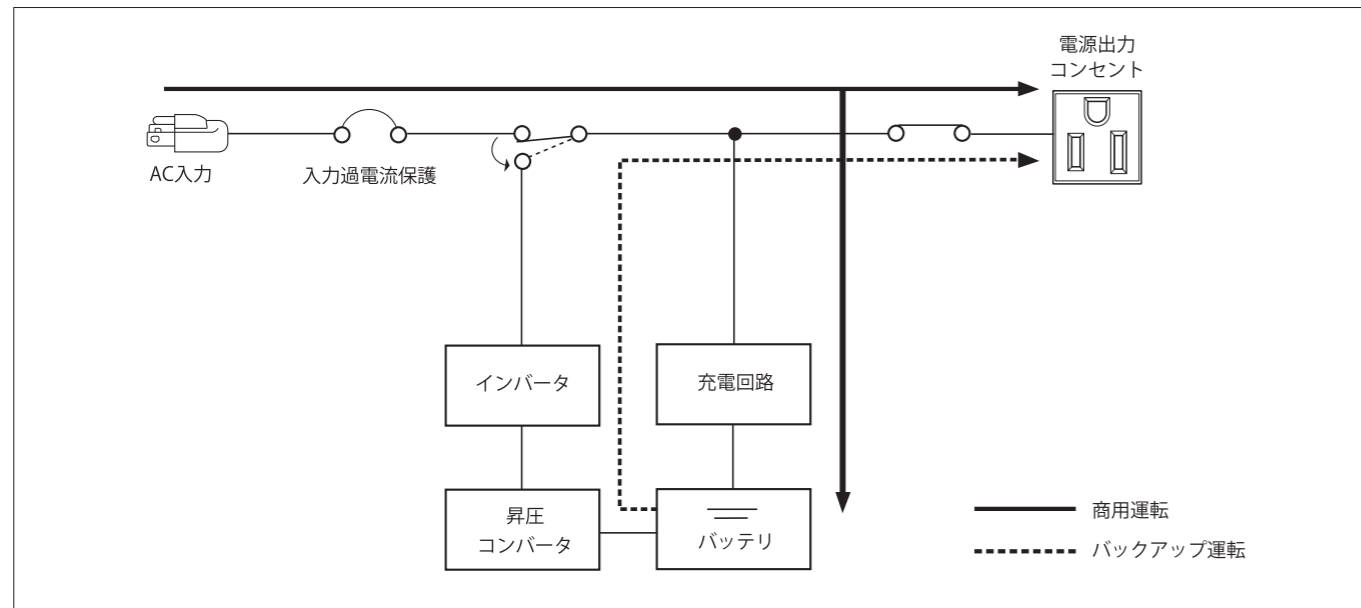 電源出力
コンセント
AC入力
入力過電流保護
インバータ
充電回路
昇圧
コンバータ
バッテリ
商用運転
バックアップ運転